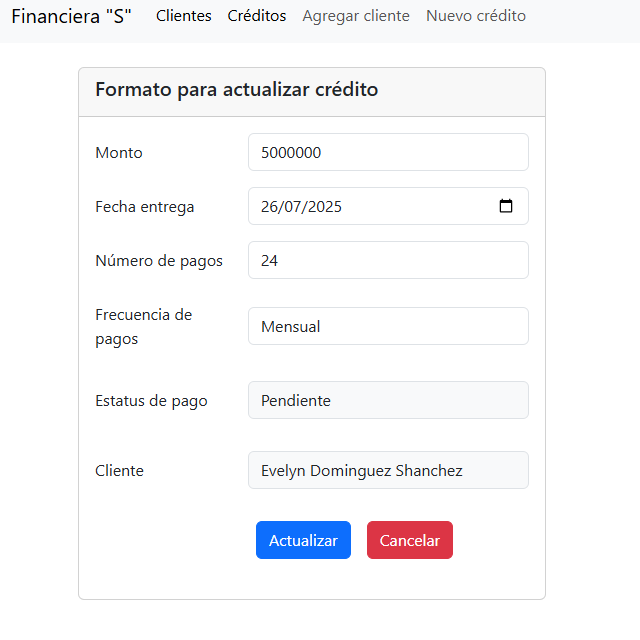 Financiera "S" Clientes Créditos Agregar cliente Nuevo crédito
Formato para actualizar crédito
Monto 5000000
Fecha entrega 26/07/2025
Número de pagos 24
Frecuencia de
pagos
Mensual
Estatus de pago Pendiente
Cliente Evelyn Dominguez Shanchez
Actualizar Cancelar